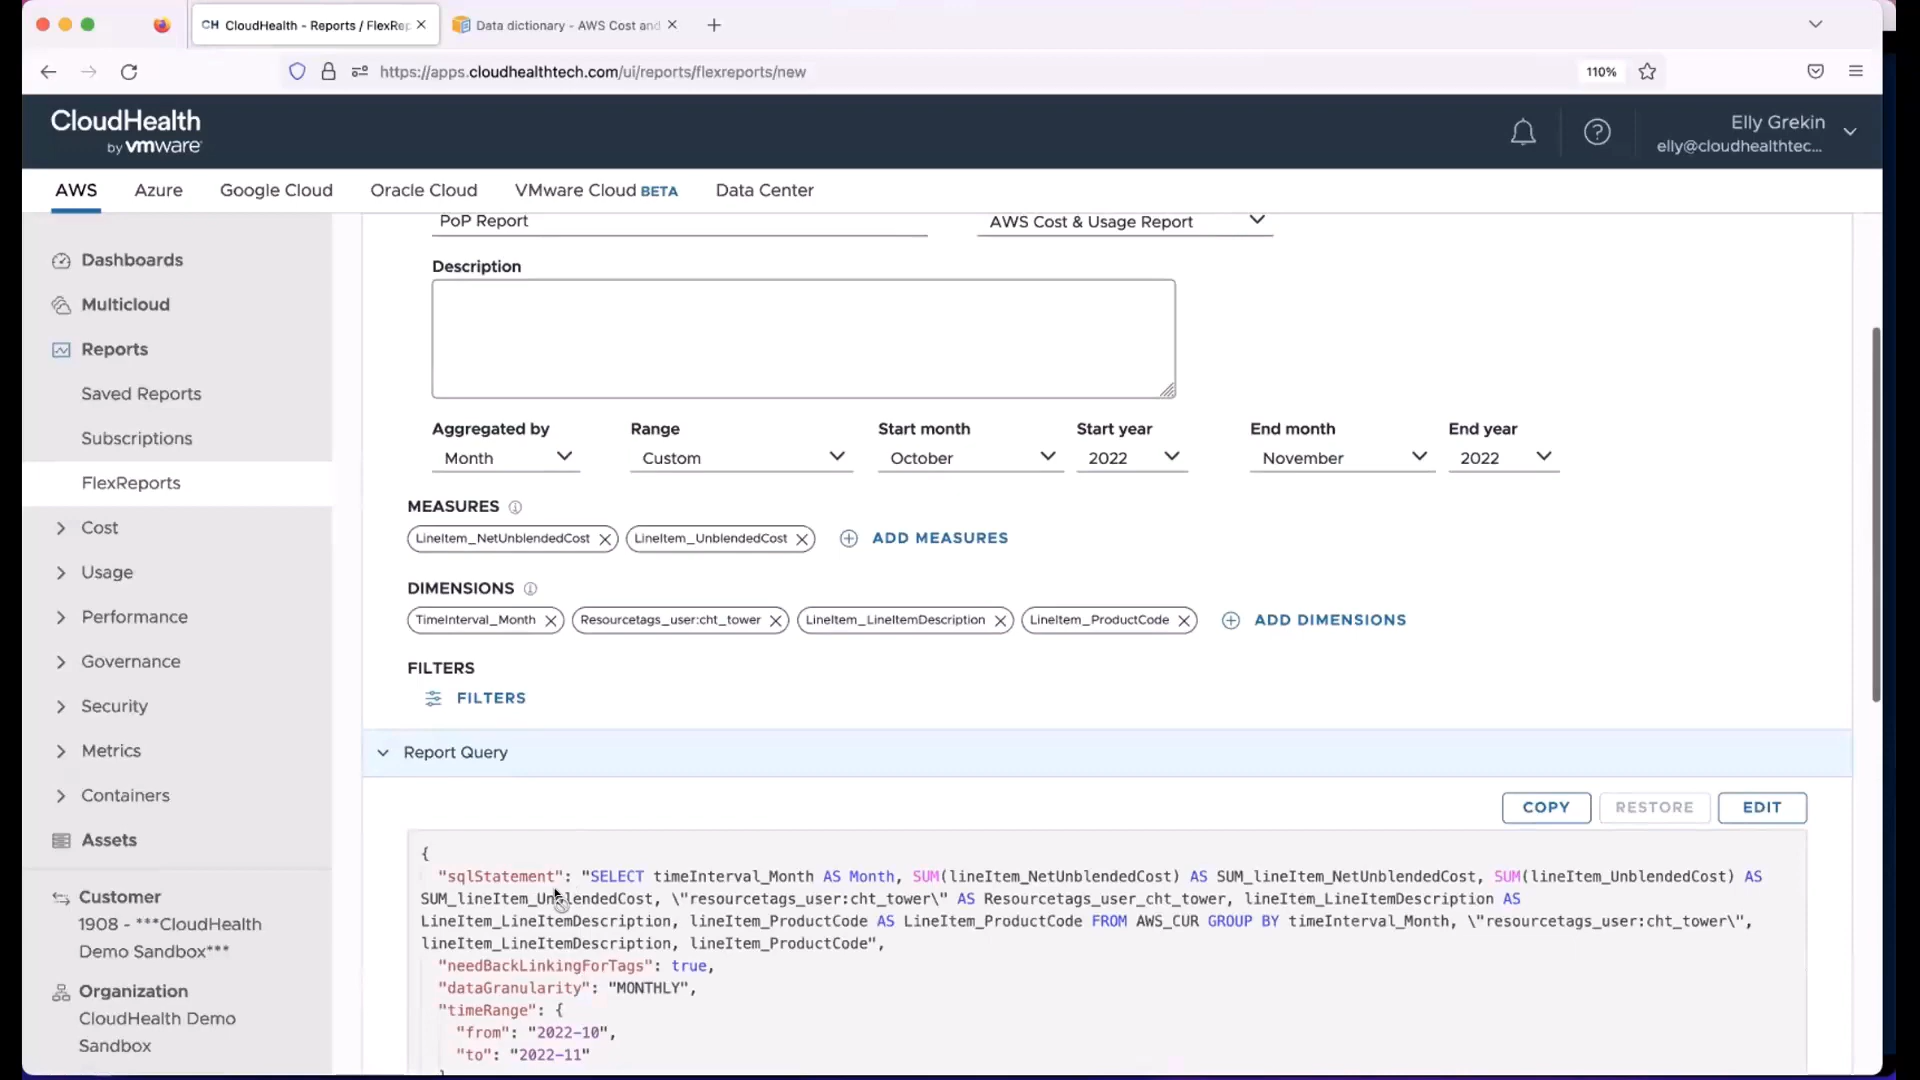 CH CloudHealth - Reports / FlexRep
Data dictionary - AWS Cost and
https://apps.cloudhealthtech.com/ui/reports/flexreports/new
110%
CloudHealth
by vmware
Elly Grekin
elly@cloudhealthtec...
AWS
Azure
Google Cloud
Oracle Cloud
VMware Cloud BETA
Data Center
Dashboards
Multicloud
Reports
Saved Reports
Subscriptions
FlexReports
Cost
Usage
Performance
Governance
Security
Metrics
Containers
Assets
Customer
1908 - ***CloudHealth
Demo Sandbox***
Organization
CloudHealth Demo
Sandbox
PoP Report
AWS Cost & Usage Report
Description
Aggregated by
Month
Range
Custom
Start month
October
Start year
2022
End month
November
End year
2022
MEASURES
LineItem_NetUnblendedCost
LineItem_UnblendedCost
ADD MEASURES
DIMENSIONS
TimeInterval_Month
Resourcetags_user:cht_tower
LineItem_LineItemDescription
LineItem_ProductCode
ADD DIMENSIONS
FILTERS
FILTERS
Report Query
COPY
RESTORE
EDIT
{
"sqlStatement": "SELECT timeInterval_Month AS Month, SUM(lineItem_NetUnblendedCost) AS SUM_lineItem_NetUnblendedCost, SUM(lineItem_UnblendedCost) AS
SUM_lineItem_UnblendedCost, \"resourcetags_user:cht_tower\" AS Resourcetags_user_cht_tower, lineItem_LineItemDescription AS
LineItem_LineItemDescription, lineItem_ProductCode AS LineItem_ProductCode FROM AWS_CUR GROUP BY timeInterval_Month, \"resourcetags_user:cht_tower\",
lineItem_LineItemDescription, lineItem_ProductCode",
"needBackLinkingForTags": true,
"dataGranularity": "MONTHLY",
"timeRange": {
"from": "2022-10",
"to": "2022-11"